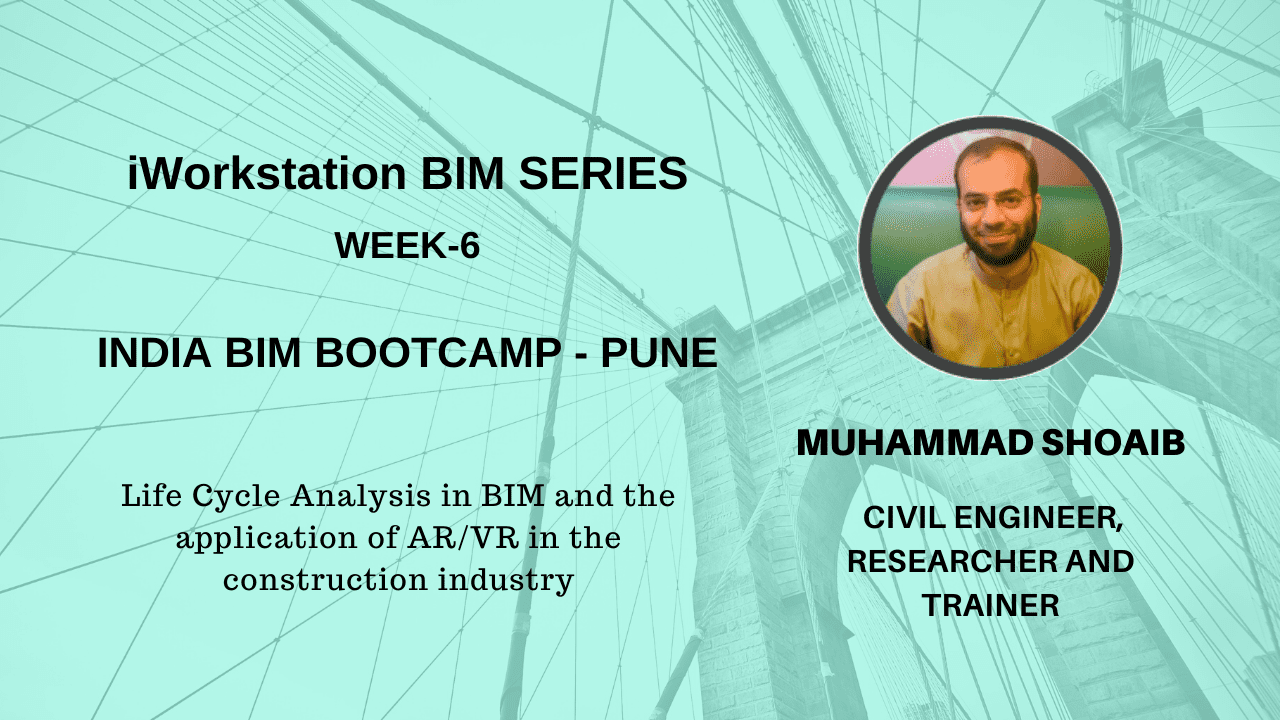 iWorkstation BIM SERIES
WEEK-6
INDIA BIM BOOTCAMP - PUNE
Life Cycle Analysis in BIM and the
application of AR/VR in the
construction industry
MUHAMMAD SHOAIB
CIVIL ENGINEER,
RESEARCHER AND
TRAINER